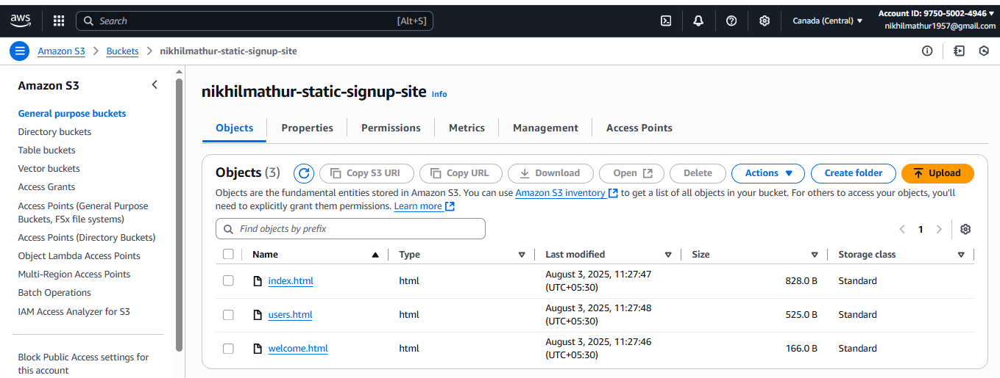 aws
Search [Alt+S]
Canada (Central) ▼
Account ID: 9750-5002-4946 ▼
nikhilmathur1957@gmail.com
Amazon S3 > Buckets > nikhilmathur-static-signup-site
Amazon S3
General purpose buckets
Directory buckets
Table buckets
Vector buckets
Access Grants
Access Points (General Purpose
Buckets, FSx file systems)
Access Points (Directory Buckets)
Object Lambda Access Points
Multi-Region Access Points
Batch Operations
IAM Access Analyzer for S3
Block Public Access settings for
this account
nikhilmathur-static-signup-site Info
Objects Properties Permissions Metrics Management Access Points
Objects (3) Copy S3 URI Copy URL Download Open Delete Actions ▼ Create folder Upload
Objects are the fundamental entities stored in Amazon S3. You can use Amazon S3 inventory to get a list of all objects in your bucket. For others to access your objects, you'll
need to explicitly grant them permissions. Learn more
Find objects by prefix
< 1 >
Name Type Last modified Size Storage class
index.html html August 3, 2025, 11:27:47 828.0 B Standard
(UTC+05:30)
users.html html August 3, 2025, 11:27:48 525.0 B Standard
(UTC+05:30)
welcome.html html August 3, 2025, 11:27:46 166.0 B Standard
(UTC+05:30)